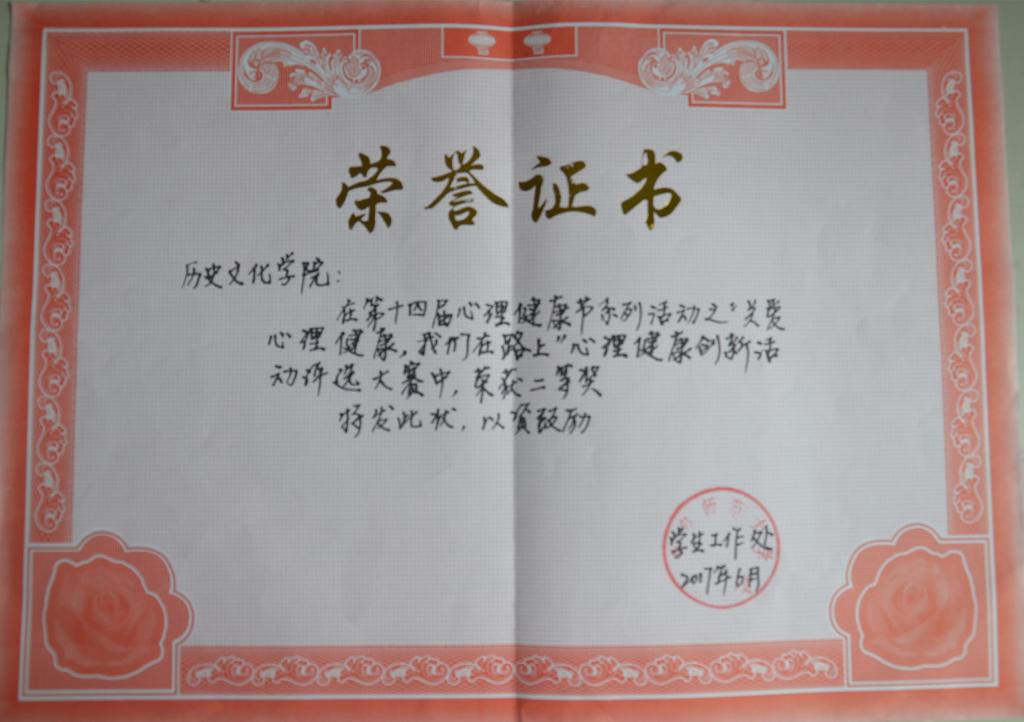 荣誉证书
历史文化学院:
在第十四届心理健康节系列活动之"关爱
心理健康,我们在路上"心理健康创新活
动评选大赛中,荣获二等奖
特发此状,以资鼓励
学生工作处
2017年6月